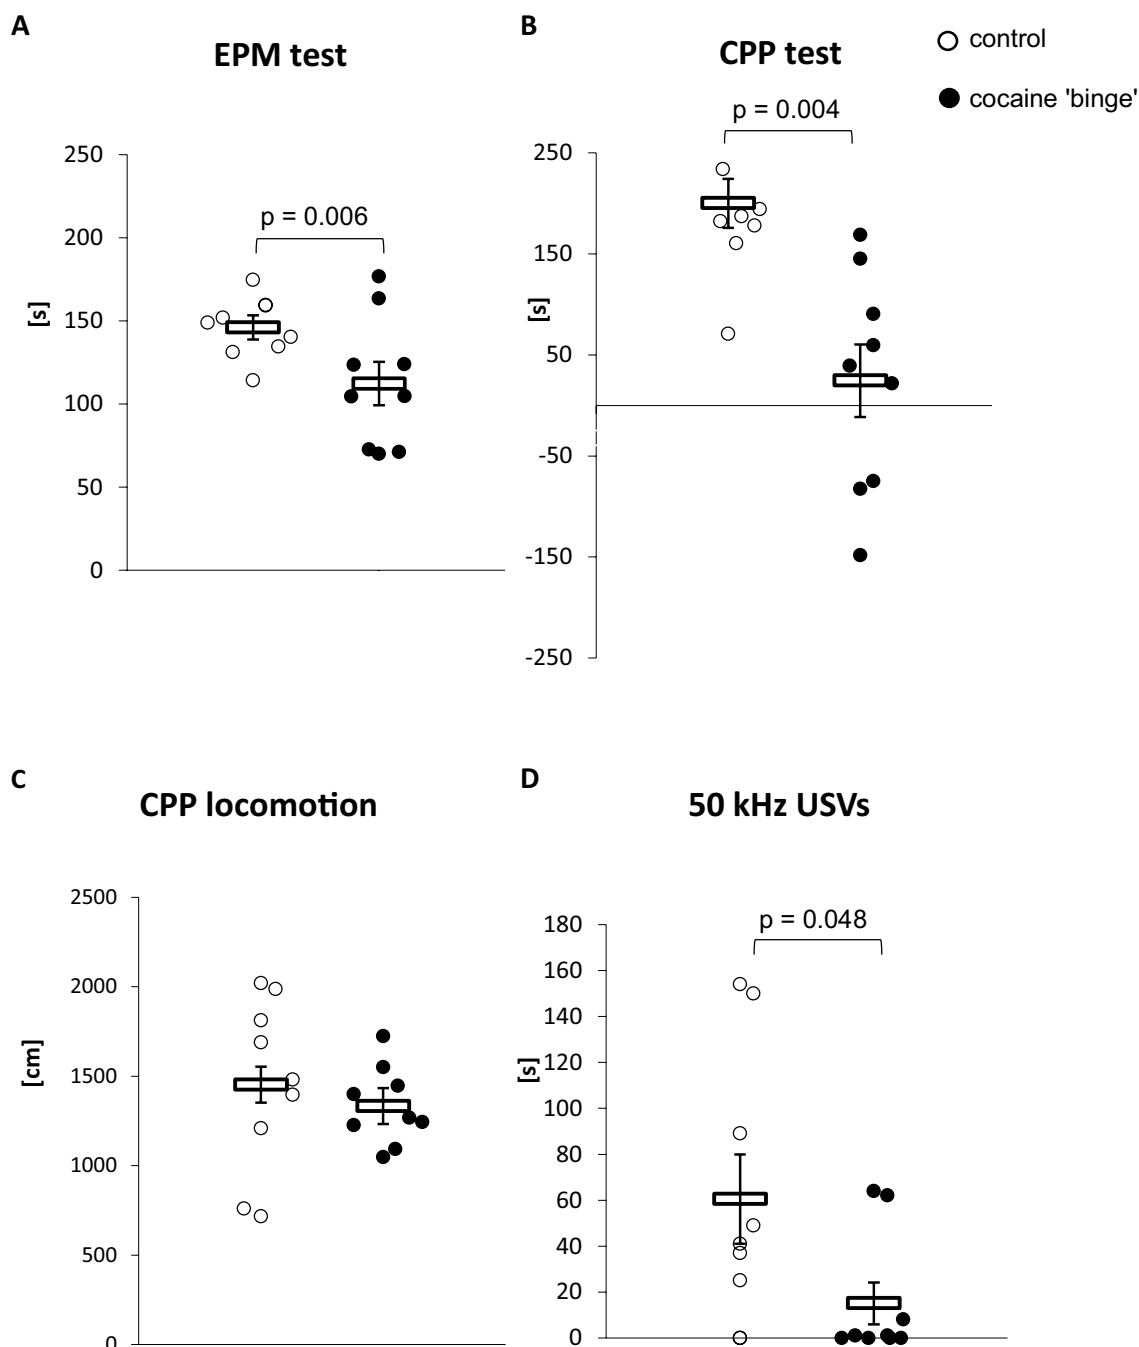 A
EPM test
250
200
150
100
50
0
[s]
p = 0.006
B
CPP test
control
cocaine 'binge'
p = 0.004
250
150
50
-50
-150
-250
[s]
C
CPP locomotion
2500
2000
1500
1000
500
0
[cm]
D
50 kHz USVs
p = 0.048
180
160
140
120
100
80
60
40
20
0
[s]